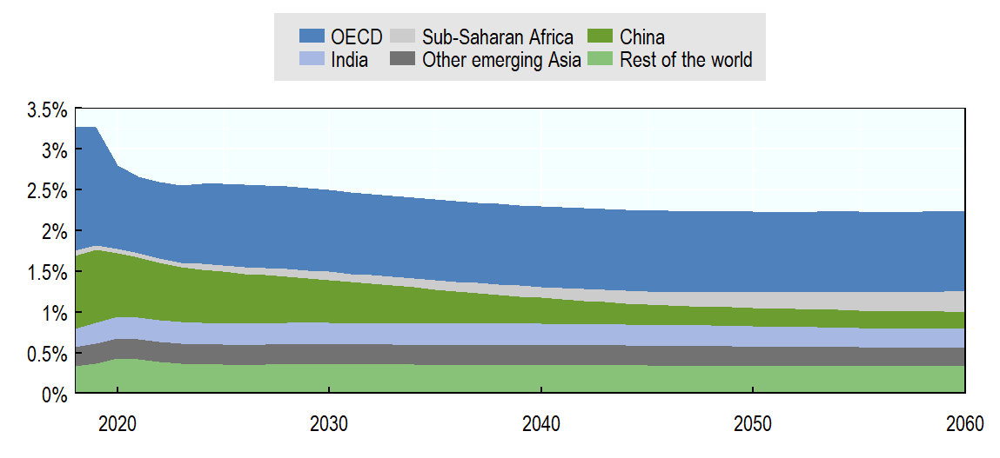 OECD Sub-Saharan Africa China
India Other emerging Asia Rest of the world
3.5%
3%
2.5%
2%
1.5%
1%
0.5%
0%
2020 2030 2040 2050 2060